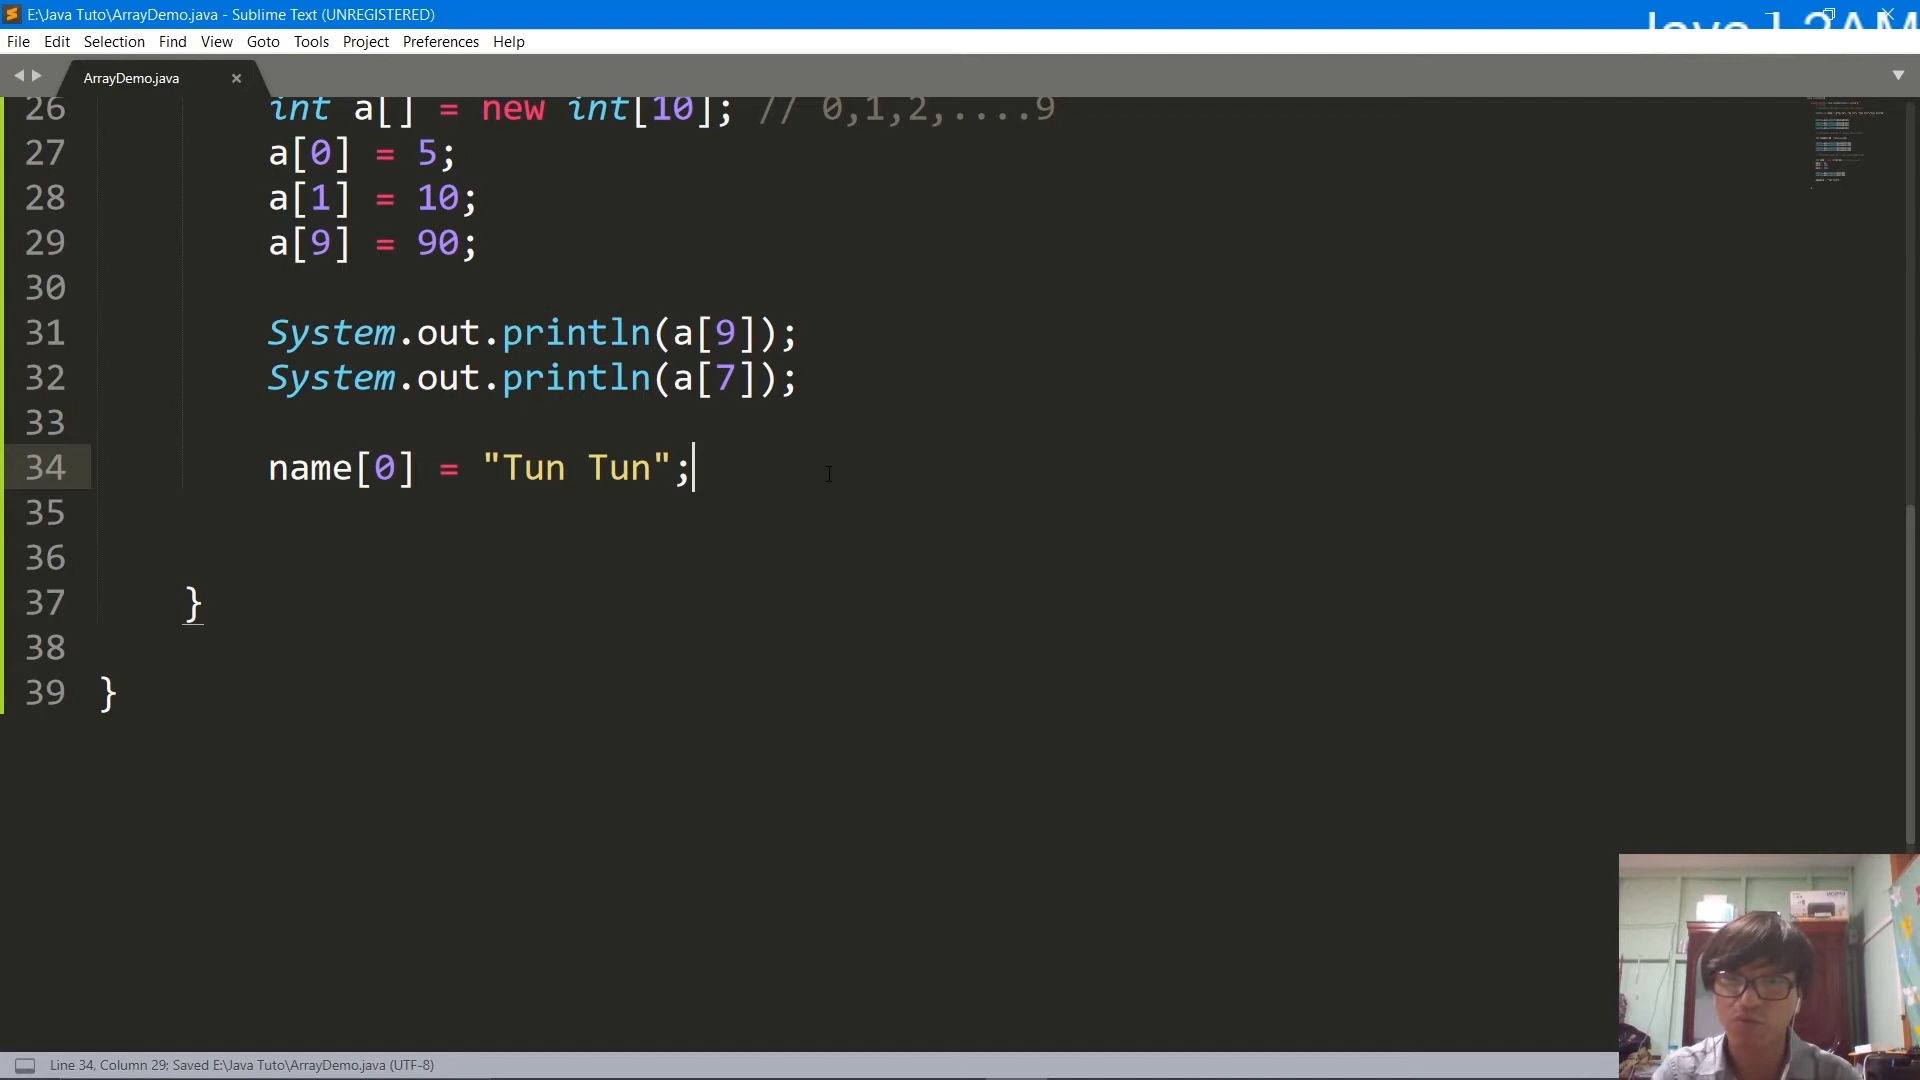 E:\Java Tuto\ArrayDemo.java - Sublime Text (UNREGISTERED)
File Edit Selection Find View Goto Tools Project Preferences Help
ArrayDemo.java
26 int a[] = new int[10]; // 0,1,2,....9
27 a[0] = 5;
28 a[1] = 10;
29 a[9] = 90;
30
31 System.out.println(a[9]);
32 System.out.println(a[7]);
33
34 name[0] = "Tun Tun";
35
36
37 }
38
39 }
Line 34, Column 29; Saved E:\Java Tuto\ArrayDemo.java (UTF-8)